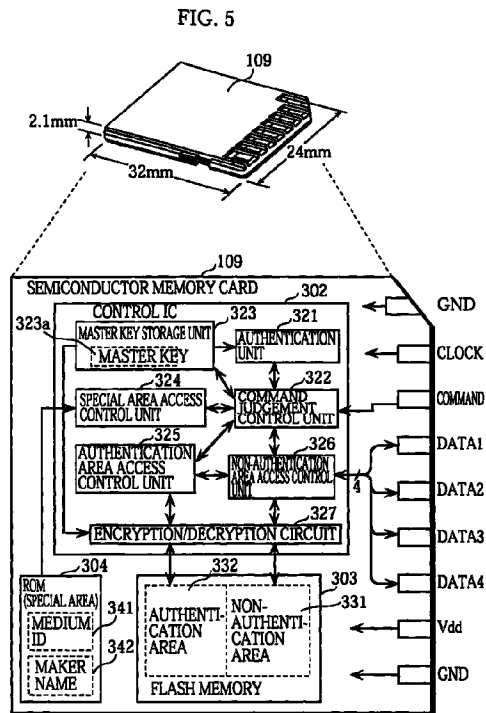 FIG. 5
109
2.1mm
32mm
24mm
109
SEMICONDUCTOR MEMORY CARD
302
CONTROL IC
323
321
MASTER KEY STORAGE UNIT
323a
MASTER KEY
AUTHENTICATION
UNIT
324
322
SPECIAL AREA ACCESS
CONTROL UNIT
COMMAND
JUDGEMENT
CONTROL UNIT
325
326
AUTHENTICATION
AREA ACCESS
CONTROL UNIT
NON-AUTHENTICATION
AREA ACCESS CONTROL
UNIT
4
327
ENCRYPTION/DECRYPTION CIRCUIT
304
332
303
ROM
(SPECIAL AREA)
341
MEDIUM
ID
342
MAKER
NAME
331
AUTHENTI-
CATION
AREA
NON-
AUTHENTI-
CATION
AREA
FLASH MEMORY
GND
CLOCK
COMMAND
DATA1
DATA2
DATA3
DATA4
Vdd
GND